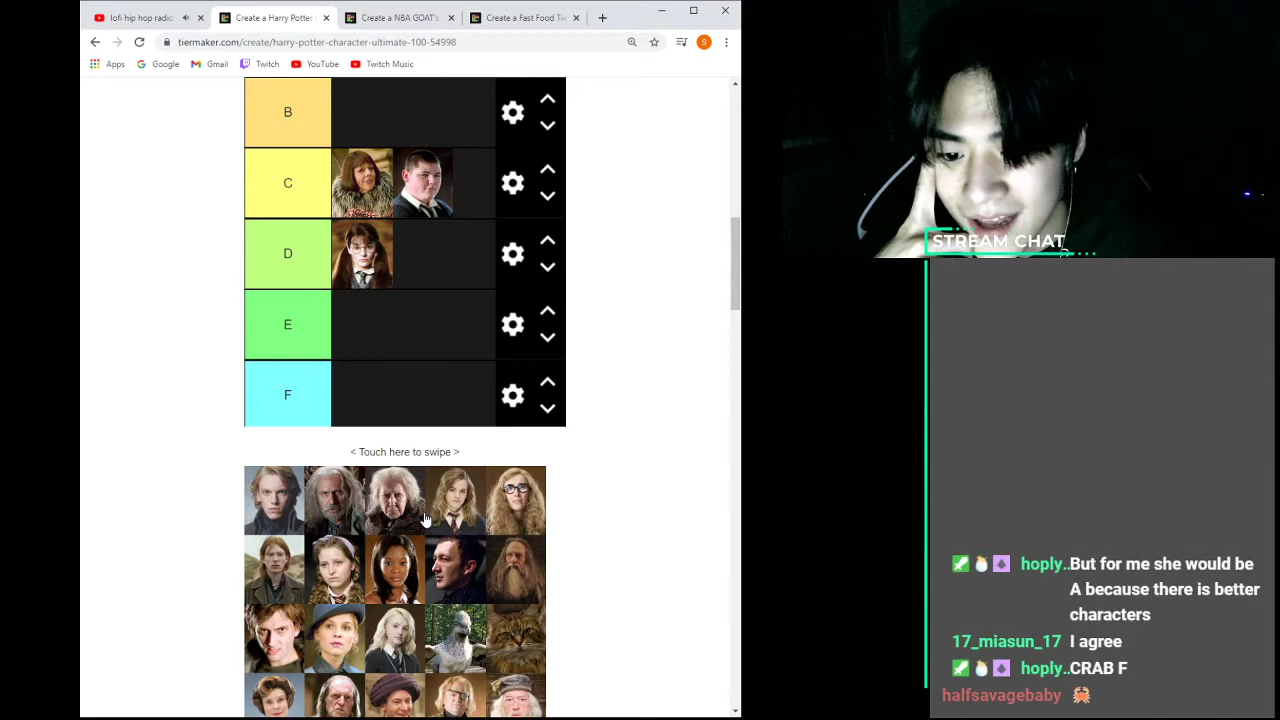 lofi hip hop radio
Create a Harry Potter
Create a NBA GOAT's
Create a Fast Food Tie
tiermaker.com/create/harry-potter-character-ultimate-100-54998
S
Apps
Google
Gmail
Twitch
YouTube
Twitch Music
B
C
D
E
F
< Touch here to swipe >
STREAM CHAT
hoply.. But for me she would be
A because there is better
characters
17_miasun_17 I agree
hoply.. CRAB F
halfsavagebaby 🦀